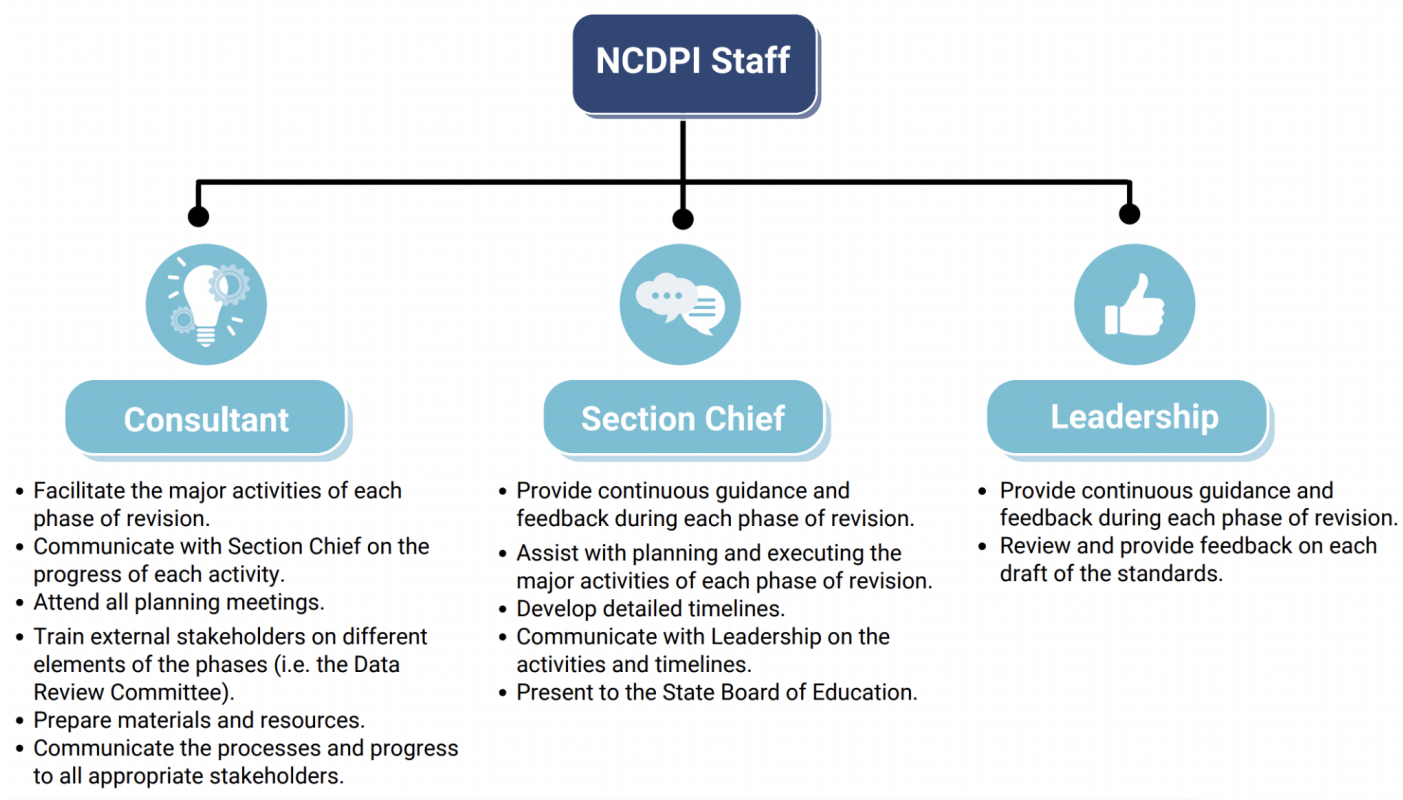 NCDPI Staff
Consultant
• Facilitate the major activities of each
phase of revision.
• Communicate with Section Chief on the
progress of each activity.
• Attend all planning meetings.
• Train external stakeholders on different
elements of the phases (i.e. the Data
Review Committee).
• Prepare materials and resources.
• Communicate the processes and progress
to all appropriate stakeholders.
Section Chief
• Provide continuous guidance and
feedback during each phase of revision.
• Assist with planning and executing the
major activities of each phase of revision.
• Develop detailed timelines.
• Communicate with Leadership on the
activities and timelines.
• Present to the State Board of Education.
Leadership
• Provide continuous guidance and
feedback during each phase of revision.
• Review and provide feedback on each
draft of the standards.